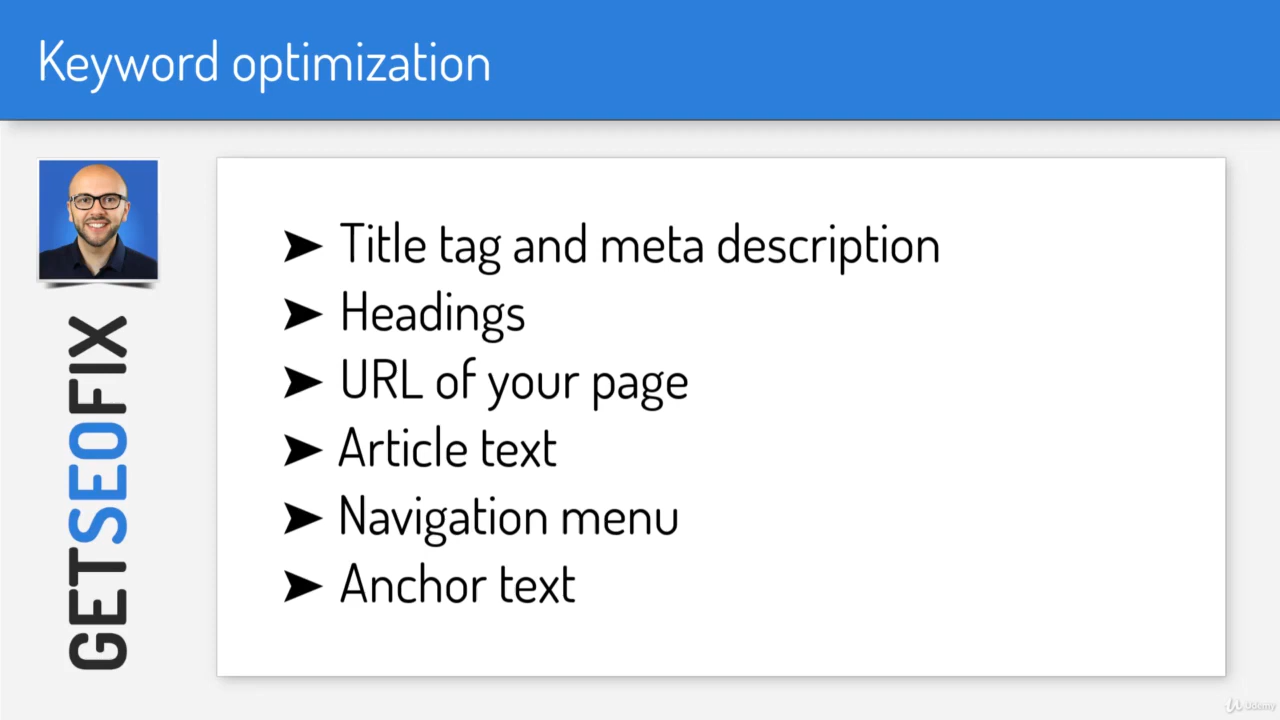 Keyword optimization
GETSEOFIX
➤ Title tag and meta description
➤ Headings
➤ URL of your page
➤ Article text
➤ Navigation menu
➤ Anchor text
Udemy